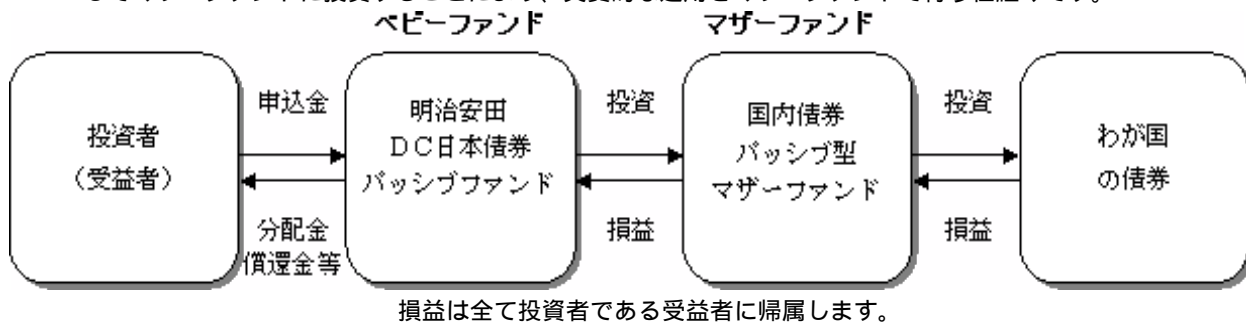 ベビーファンド
マザーファンド
投資者
（受益者）
申込金
分配金
償還金等
明治安田
ＤＣ日本債券
パッシブファンド
投資
損益
国内債券
パッシブ型
マザーファンド
投資
損益
わが国
の債券
損益は全て投資者である受益者に帰属します。